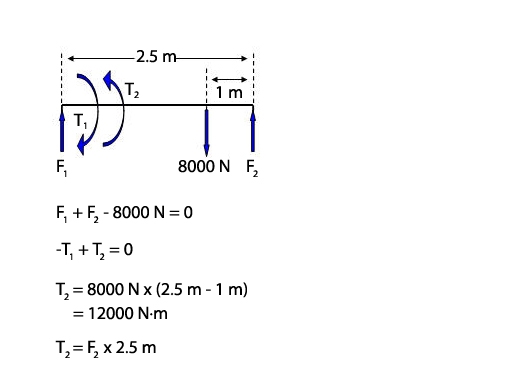 2.5 m
1 m
T₂
T₁
F₁
8000 N
F₂
F₁ + F₂ - 8000 N = 0
-T₁ + T₂ = 0
T₂ = 8000 N x (2.5 m - 1 m)
= 12000 N·m
T₂ = F₂ x 2.5 m